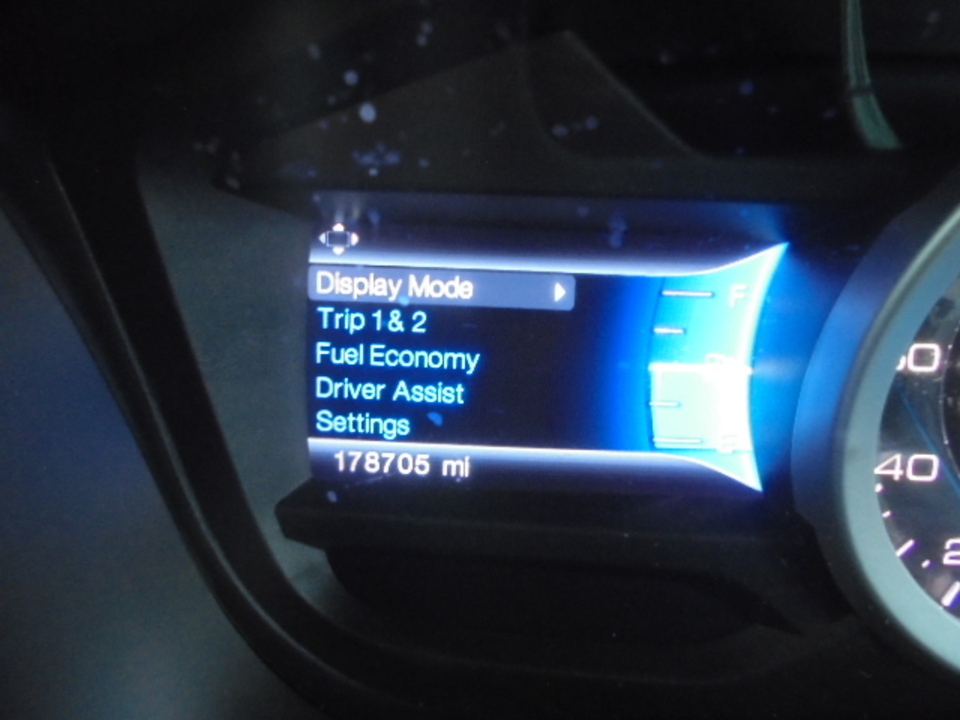 Display Mode
Trip 1 & 2
Fuel Economy
Driver Assist
Settings
178705 mi
F
E
40